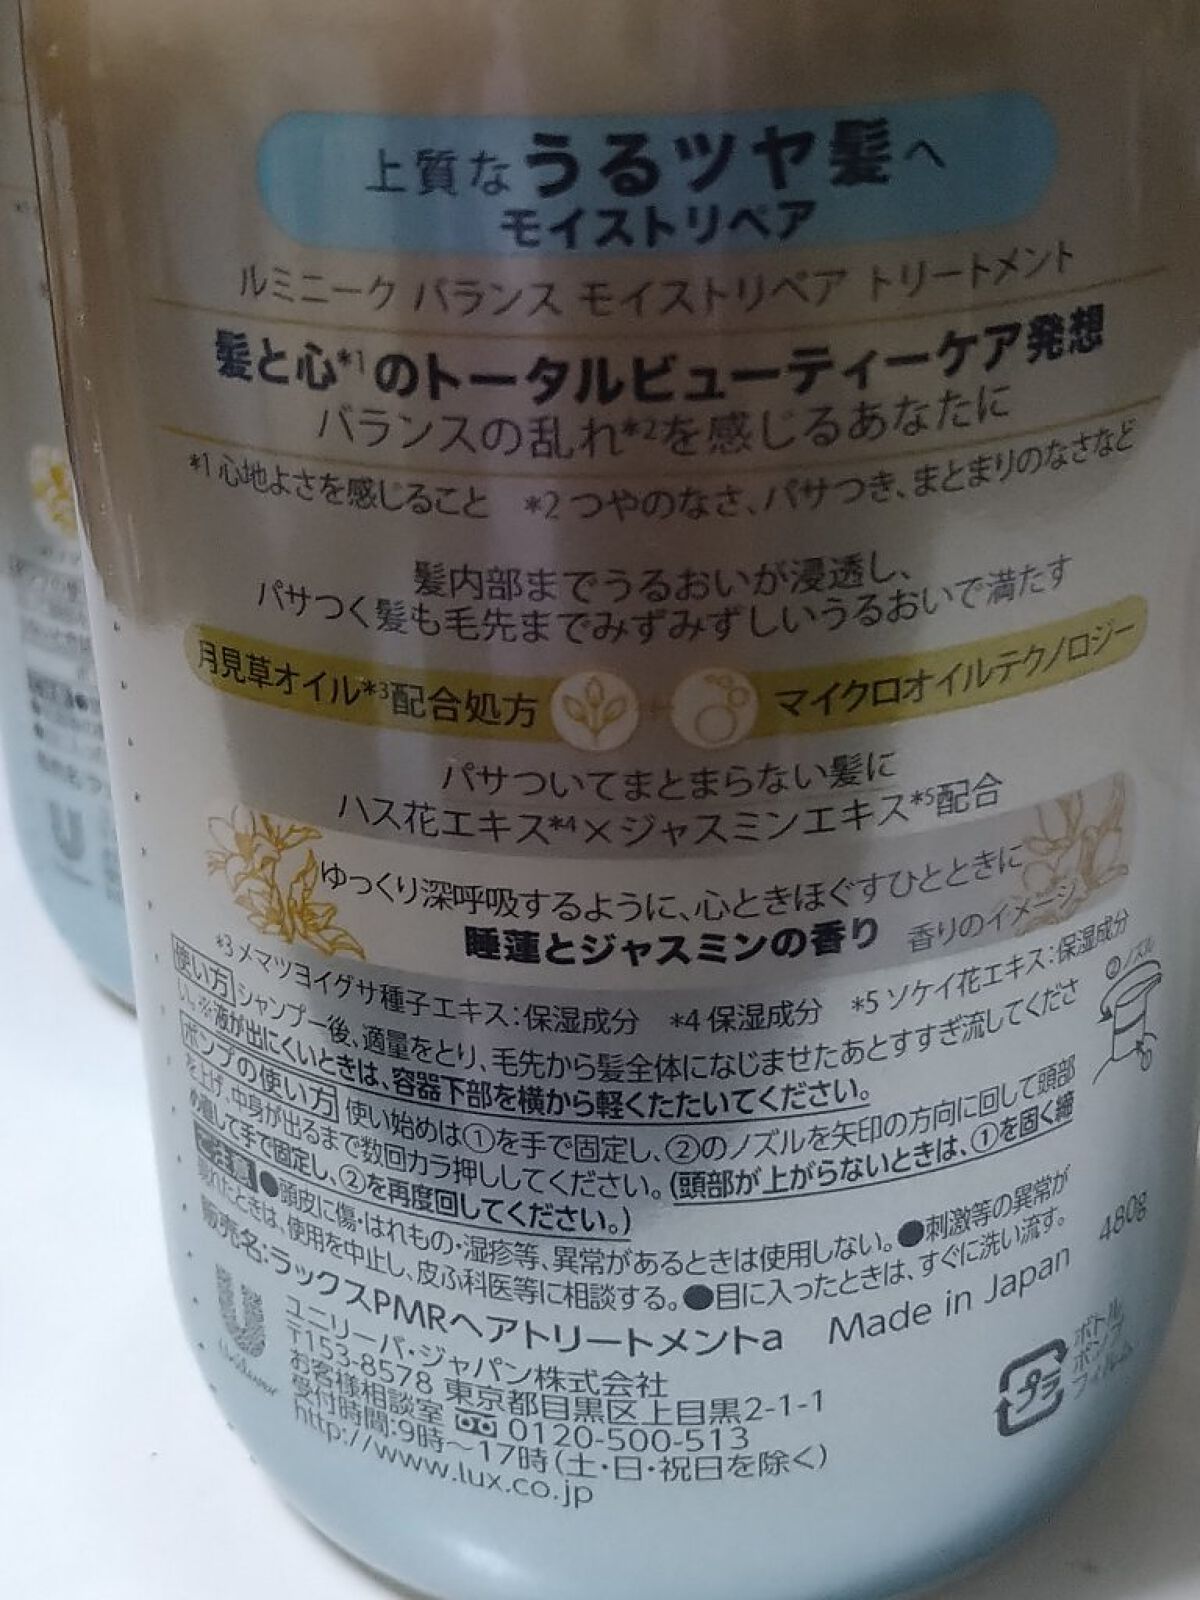 上質なうるツヤ髪へ
モイストリペア
ルミニーク バランス モイストリペア トリートメント
髪と心*1のトータルビューティーケア発想
バランスの乱れ*2を感じるあなたに
*1 心地よさを感じること *2 つやのなさ、パサつき、まとまりのなさなど
髪内部までうるおいが浸透し、
パサつく髪も毛先までみずみずしいうるおいで満たす
月見草オイル*3配合処方 + マイクロオイルテクノロジー
パサついてまとまらない髪に
ハス花エキス*4×ジャスミンエキス*5配合
ゆっくり深呼吸するように、心ときほぐすひとときに
睡蓮とジャスミンの香り 香りのイメージ
*3 メマツヨイグサ種子エキス:保湿成分 *4 保湿成分 *5 ソケイ花エキス:保湿成分
使い方 シャンプー後、適量をとり、毛先から髪全体になじませたあとすすぎ流してくださ
い。※液が出にくいときは、容器下部を横から軽くたたいてください。
②ノズル
ポンプの使い方 使い始めは①を手で固定し、②のノズルを矢印の方向に回して頭部
を上げ、中身が出るまで数回カラ押ししてください。(頭部が上がらないときは、①を固く締
め直して手で固定し、②を再度回してください。)
ご注意 ●頭皮に傷・はれもの・湿疹等、異常があるときは使用しない。●刺激等の異常が
現れたときは、使用を中止し、皮ふ科医等に相談する。●目に入ったときは、すぐに洗い流す。
販売名:ラックスPMRヘアトリートメントa Made in Japan 480g
Unilever
ユニリーバ・ジャパン株式会社
〒153-8578 東京都目黒区上目黒2-1-1
お客様相談室 0120-500-513
受付時間:9時～17時(土・日・祝日を除く)
http://www.lux.co.jp
プラ
ボトル
ポンプ
フィルム